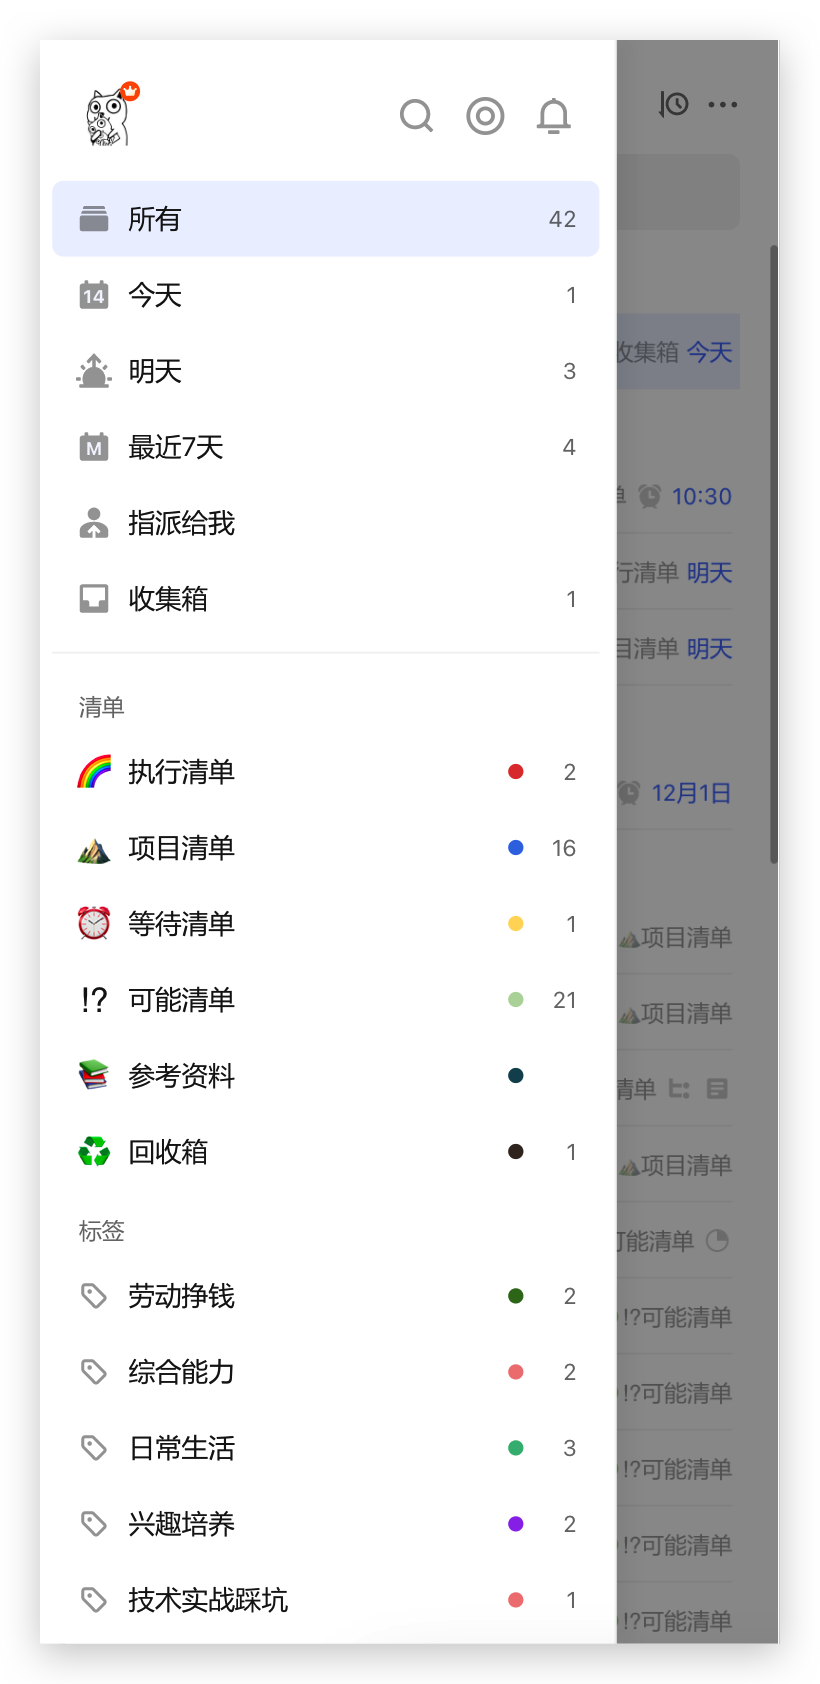 所有 42
14 今天 1
明天 3
M 最近7天 4
指派给我
收集箱 1
清单
执行清单 2
项目清单 16
等待清单 1
!? 可能清单 21
参考资料
回收箱 1
标签
劳动挣钱 2
综合能力 2
日常生活 3
兴趣培养 2
技术实战踩坑 1
收集箱 今天
单 10:30
行清单 明天
目清单 明天
12月1日
项目清单
项目清单
清单
项目清单
可能清单
!?可能清单
!?可能清单
!?可能清单
!?可能清单
!?可能清单